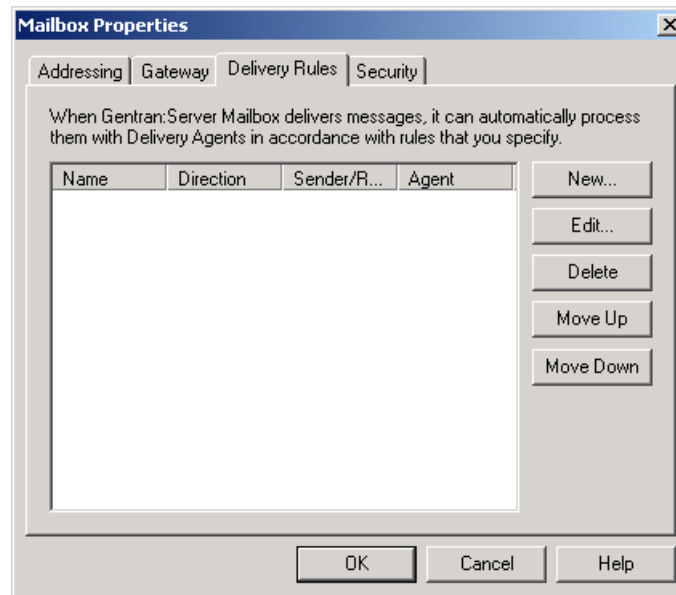 Mailbox Properties
Addressing Gateway Delivery Rules Security
When Gentran:Server Mailbox delivers messages, it can automatically process
them with Delivery Agents in accordance with rules that you specify.
Name Direction Sender/R... Agent
New...
Edit...
Delete
Move Up
Move Down
OK Cancel Help